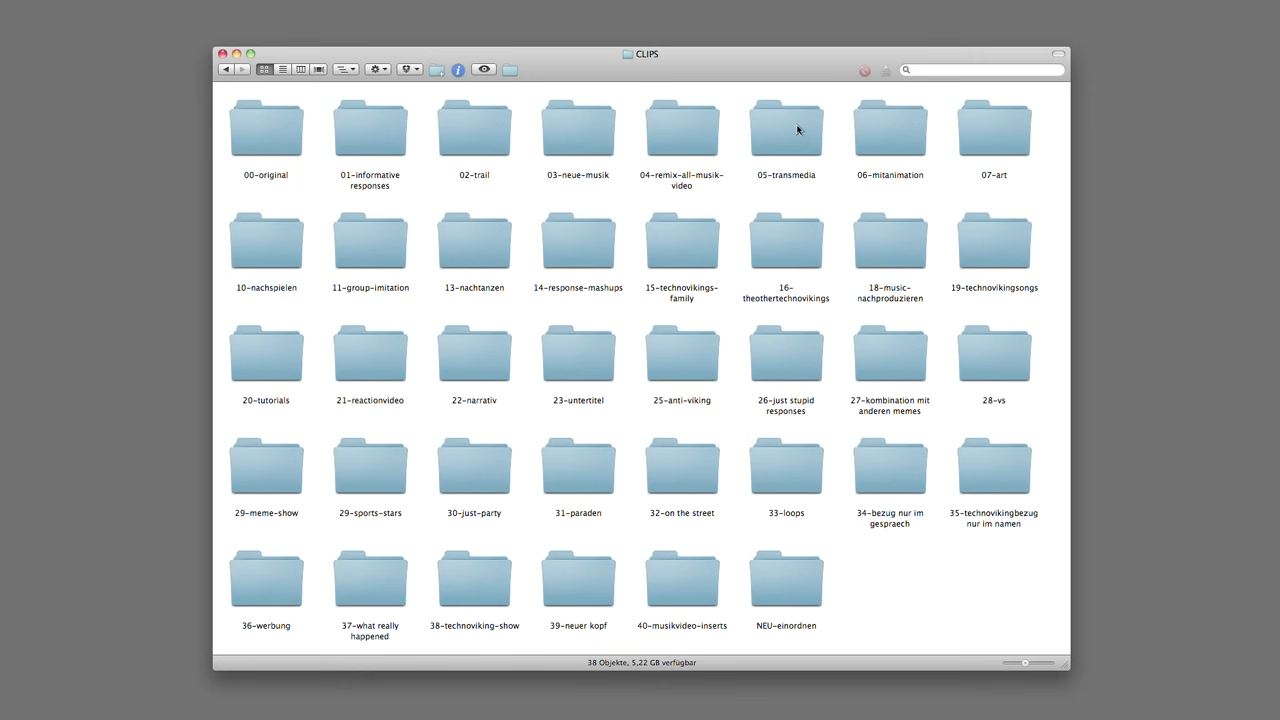 CLIPS
00-original
01-informative
responses
02-trail
03-neue-musik
04-remix-all-musik-
video
05-transmedia
06-mitanimation
07-art
10-nachspielen
11-group-imitation
13-nachtanzen
14-response-mashups
15-technovikings-
family
16-
theothertechnovikings
18-music-
nachproduzieren
19-technovikingsongs
20-tutorials
21-reactionvideo
22-narrativ
23-untertitel
25-anti-viking
26-just stupid
responses
27-kombination mit
anderen memes
28-vs
29-meme-show
29-sports-stars
30-just-party
31-paraden
32-on the street
33-loops
34-bezug nur im
gespraech
35-technovikingbezug
nur im namen
36-werbung
37-what really
happened
38-technoviking-show
39-neuer kopf
40-musikvideo-inserts
NEU-einordnen
38 Objekte, 5,22 GB verfügbar